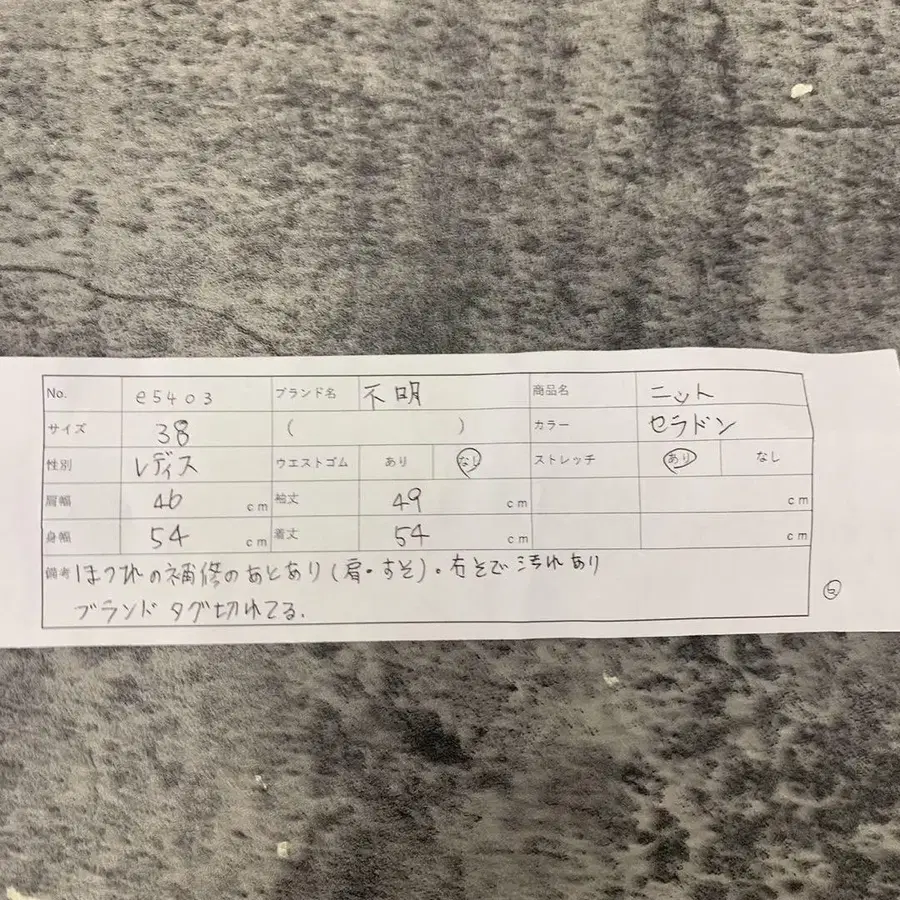 No. e5403 ブランド名 不明 商品名 ニット
サイズ 38 ( ) カラー セラドン
性別 レディス ウエストゴム あり なし ストレッチ あり なし
肩幅 46 cm 袖丈 49 cm cm
身幅 54 cm 着丈 54 cm cm
備考 ほつれの補修のあとあり(肩・すそ)・右そで汚れあり
ブランドタグ切れてる.